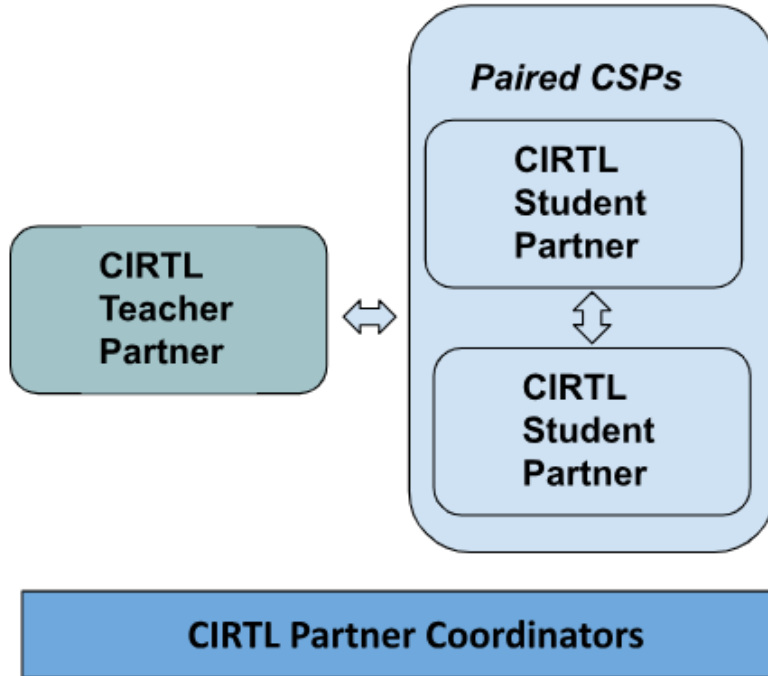 Paired CSPs
CIRTL
Student
Partner
CIRTL
Teacher
Partner
CIRTL
Student
Partner
CIRTL Partner Coordinators